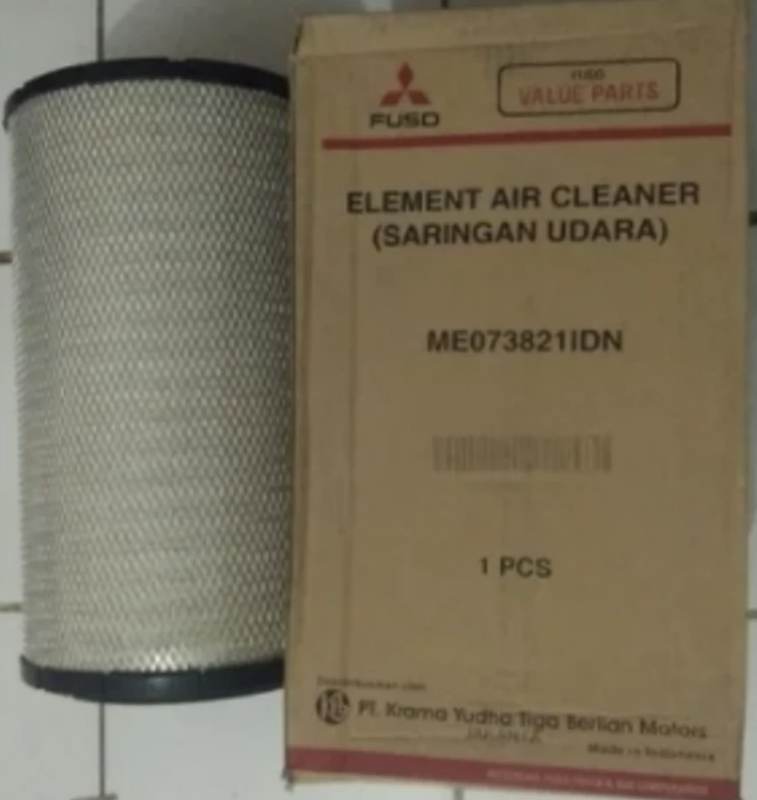 FUSO
FUSO
VALUE PARTS
ELEMENT AIR CLEANER
(SARINGAN UDARA)
ME073821IDN
1 PCS
PT. Krama Yudha Tiga Berlian Motors
JAKARTA
Made in Indonesia